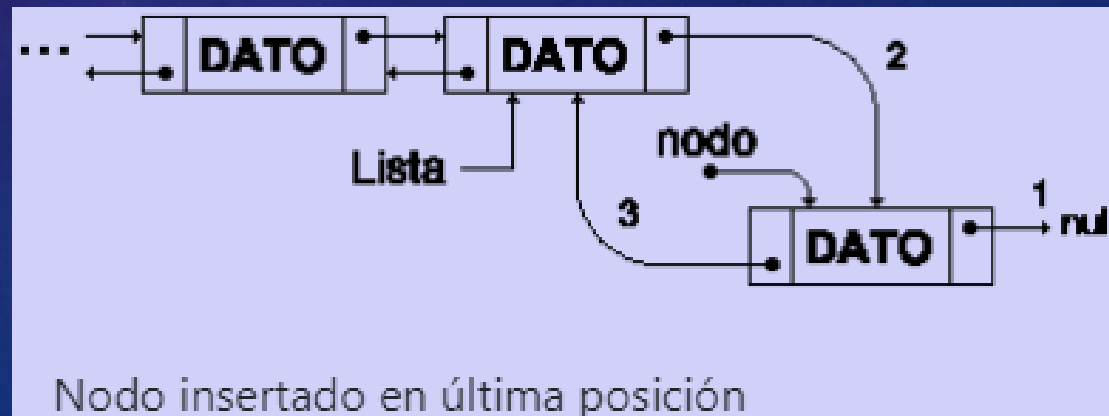 ... DATO DATO 2
Lista nodo
3 1
DATO nul
Nodo insertado en última posición